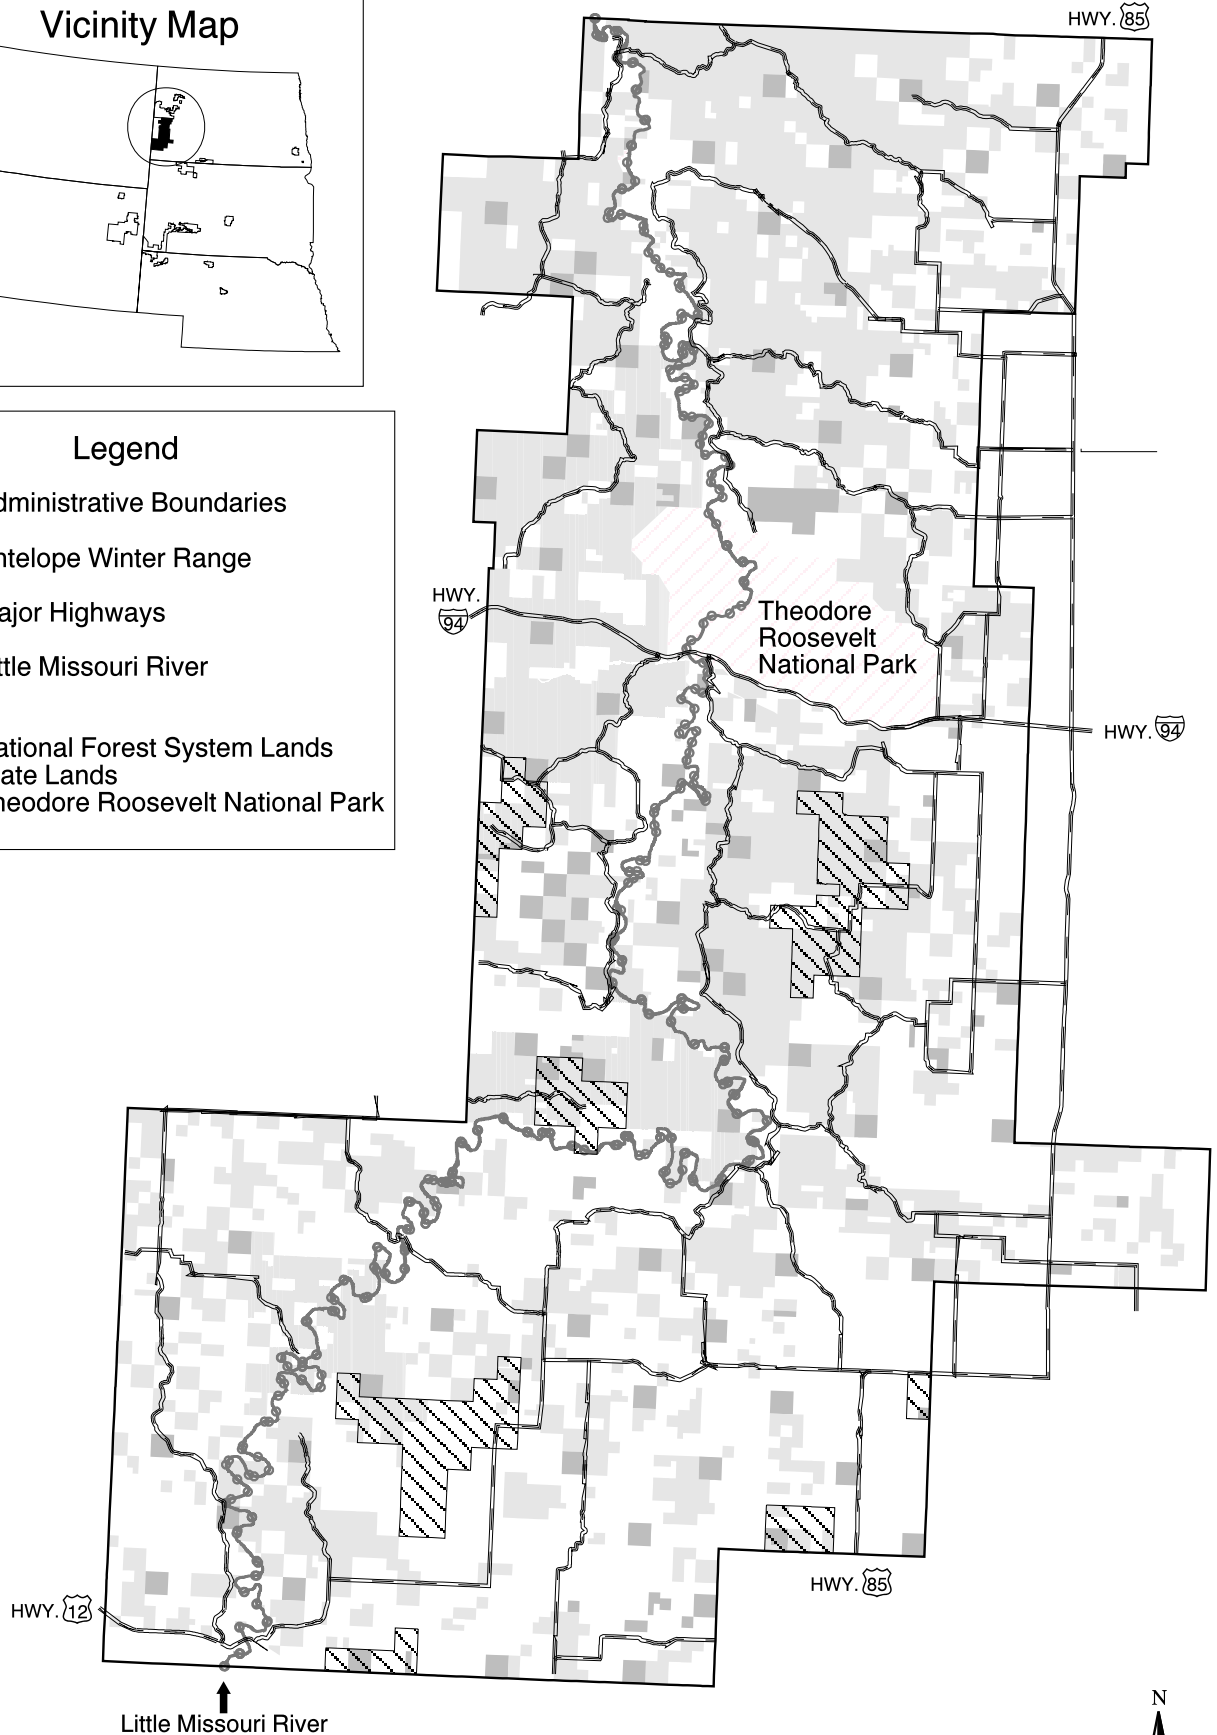 Vicinity Map
HWY. 85
Legend
dministrative Boundaries
ntelope Winter Range
ajor Highways
ttle Missouri River
ational Forest System Lands
ate Lands
heodore Roosevelt National Park
HWY.
94
Theodore
Roosevelt
National Park
HWY. 94
HWY. 85
HWY. 12
Little Missouri River
N